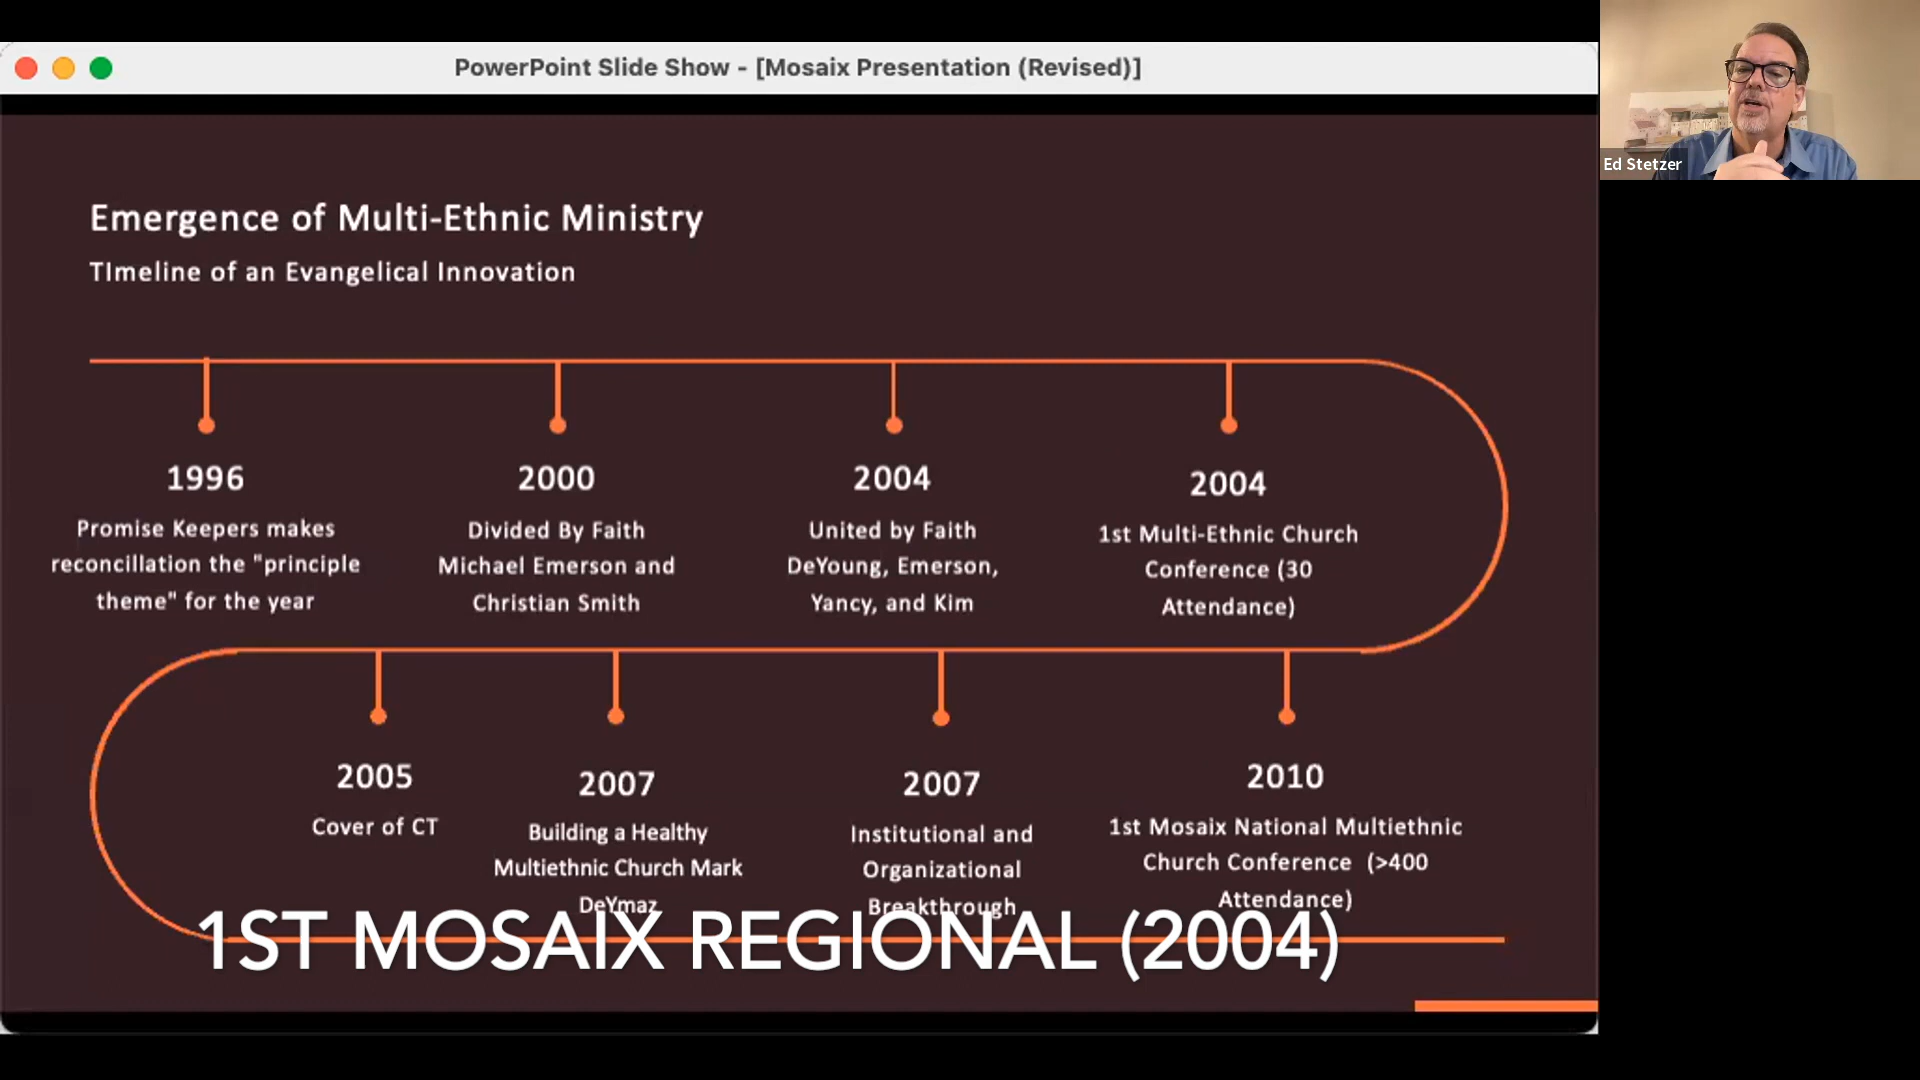 PowerPoint Slide Show - [Mosaix Presentation (Revised)]
Ed Stetzer
Emergence of Multi-Ethnic Ministry
TImeline of an Evangelical Innovation
1996
Promise Keepers makes
reconcillation the "principle
theme" for the year
2000
Divided By Faith
Michael Emerson and
Christian Smith
2004
United by Faith
DeYoung, Emerson,
Yancy, and Kim
2004
1st Multi-Ethnic Church
Conference (30
Attendance)
2005
Cover of CT
2007
Building a Healthy
Multiethnic Church Mark
DeYmaz
2007
Institutional and
Organizational
Breakthrough
2010
1st Mosaix National Multiethnic
Church Conference (>400
Attendance)
1ST MOSAIX REGIONAL (2004)